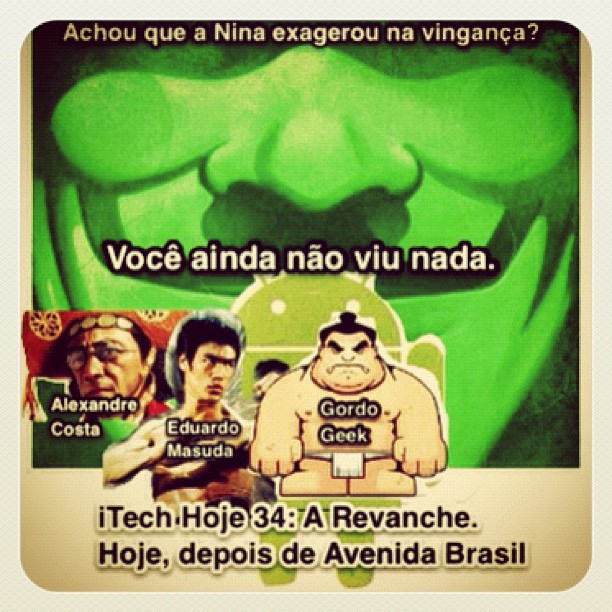 Achou que a Nina exagerou na vingança?
Você ainda não viu nada.
Alexandre
Costa
Eduardo
Masuda
Gordo
Geek
iTech Hoje 34: A Revanche.
Hoje, depois de Avenida Brasil